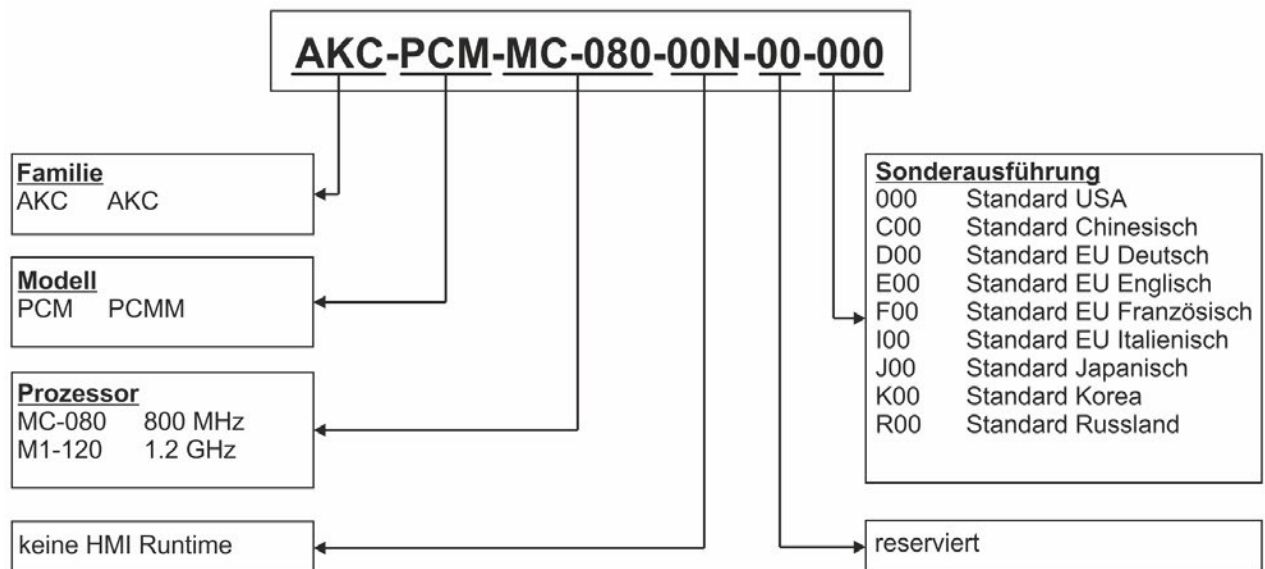 AKC-PCM-MC-080-00N-00-000
Familie
AKC AKC
Modell
PCM PCMM
Prozessor
MC-080 800 MHz
M1-120 1.2 GHz
keine HMI Runtime
Sonderausführung
000 Standard USA
C00 Standard Chinesisch
D00 Standard EU Deutsch
E00 Standard EU Englisch
F00 Standard EU Französisch
I00 Standard EU Italienisch
J00 Standard Japanisch
K00 Standard Korea
R00 Standard Russland
reserviert